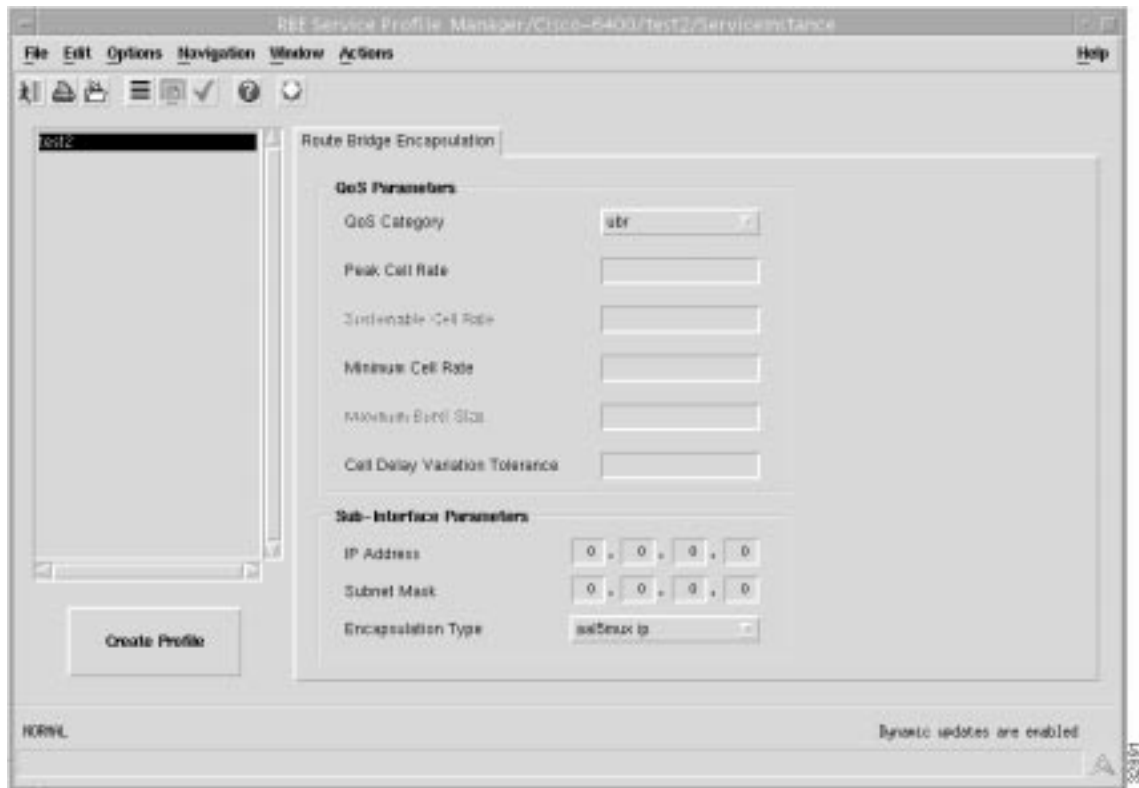 RBE Service Profile Manager/Cisco-6400/test2/ServiceInstance
File Edit Options Navigation Window Actions Help
test2
Route Bridge Encapsulation
QoS Parameters
QoS Category ubr
Peak Cell Rate
Sustainable Cell Rate
Minimum Cell Rate
Maximum Burst Size
Cell Delay Variation Tolerance
Sub-Interface Parameters
IP Address 0 . 0 . 0 . 0
Subnet Mask 0 . 0 . 0 . 0
Encapsulation Type aal5mux ip
Create Profile
NORMAL Dynamic updates are enabled